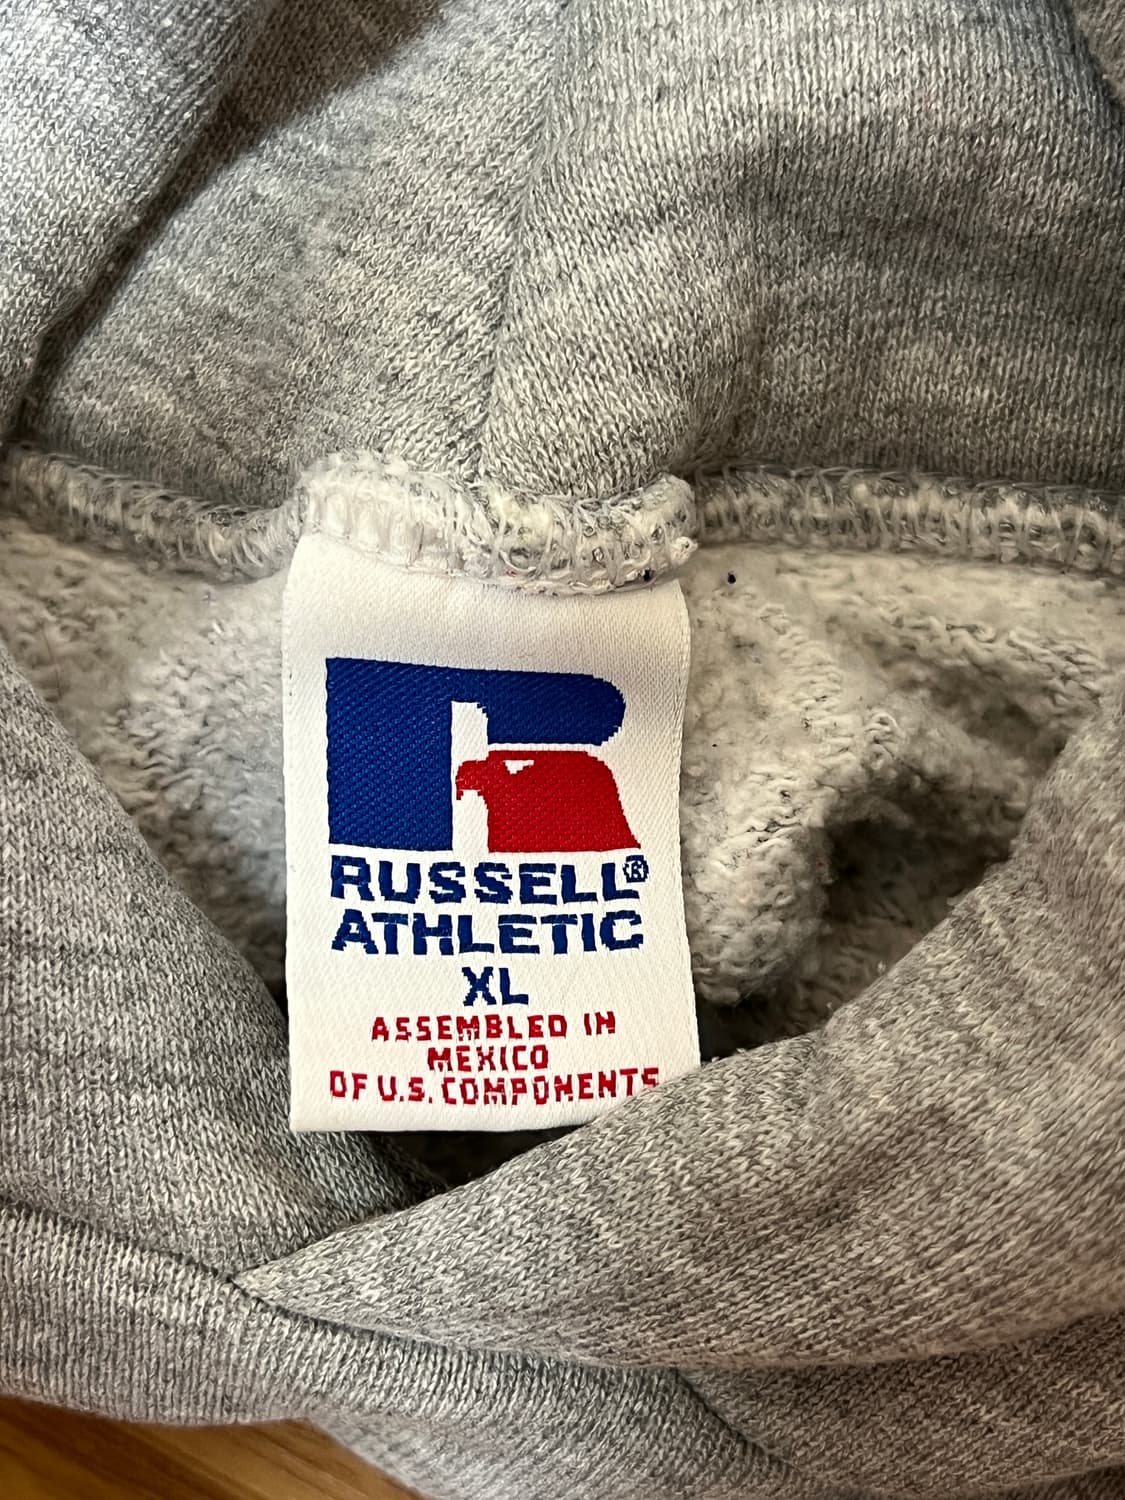 RUSSELL®
ATHLETIC
XL
ASSEMBLED IN
MEXICO
OF U.S. COMPONENTS